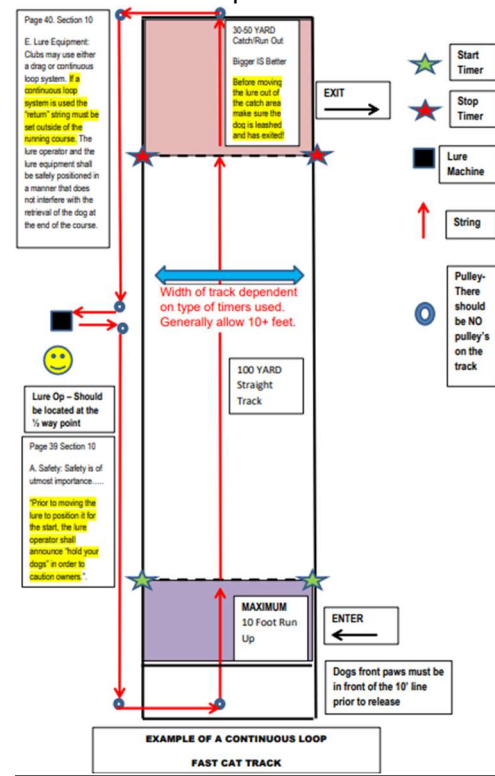 Page 40. Section 10
E. Lure Equipment:
Clubs may use either
a drag or continuous
loop system. If a
continuous loop
system is used the
"return" string must be
set outside of the
running course. The
lure operator and the
lure equipment shall
be safely positioned in
a manner that does
not interfere with the
retrieval of the dog at
the end of the course.
30-50 YARD
Catch/Run Out
Bigger IS Better
Before moving
the lure out of
the catch area
make sure the
dog is leashed
and has exited!
EXIT
Start
Timer
Stop
Timer
Lure
Machine
String
Pulley-
There
should
be NO
pulley's
on the
track
Width of track dependent
on type of timers used.
Generally allow 10+ feet.
100 YARD
Straight
Track
Lure Op – Should
be located at the
½ way point
Page 39 Section 10
A. Safety: Safety is of
utmost importance…..
"Prior to moving the
lure to position it for
the start, the lure
operator shall
announce "hold your
dogs" in order to
caution owners.".
MAXIMUM
10 Foot Run
Up
ENTER
Dogs front paws must be
in front of the 10' line
prior to release
EXAMPLE OF A CONTINUOUS LOOP
FAST CAT TRACK